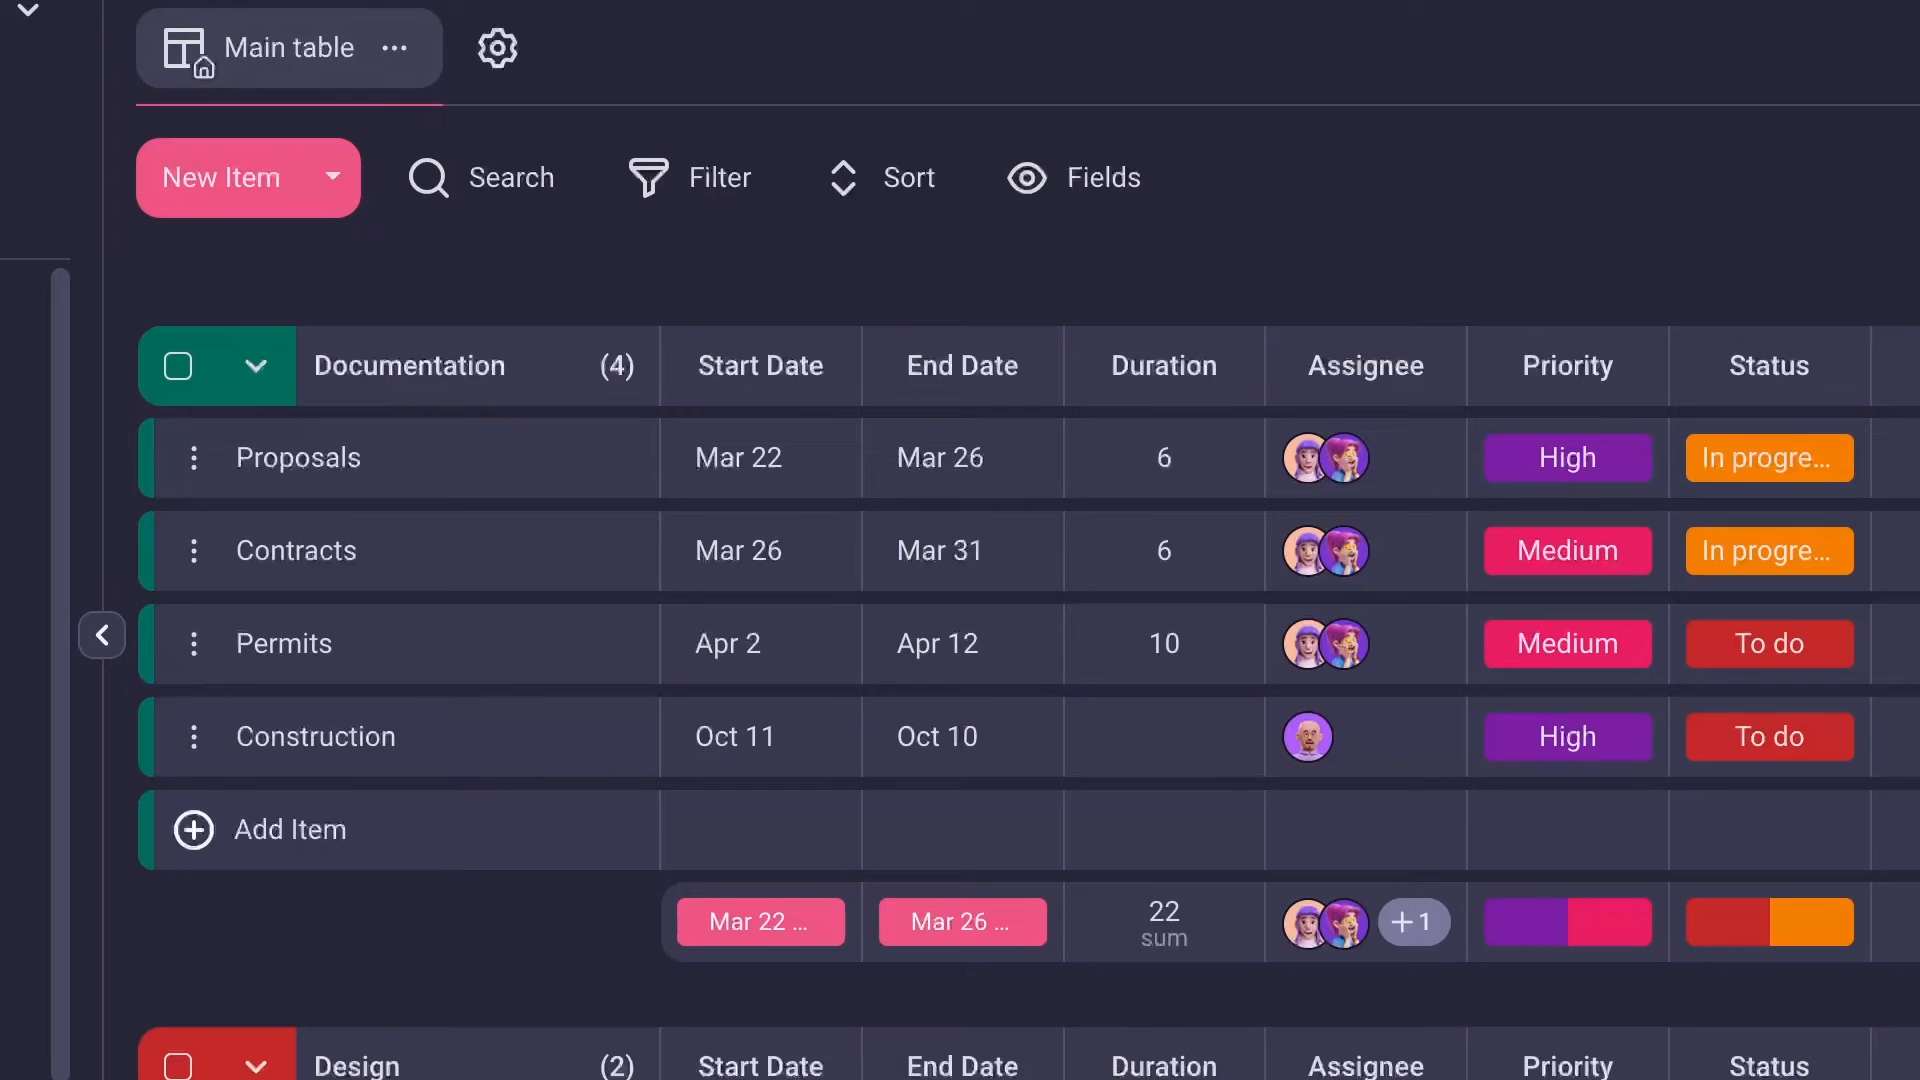 Main table ...
New Item Search Filter Sort Fields
Documentation (4) Start Date End Date Duration Assignee Priority Status
Proposals Mar 22 Mar 26 6 High In progre...
Contracts Mar 26 Mar 31 6 Medium In progre...
Permits Apr 2 Apr 12 10 Medium To do
Construction Oct 11 Oct 10 High To do
Add Item
Mar 22 ... Mar 26 ... 22 +1
sum
Design (2) Start Date End Date Duration Assignee Priority Status